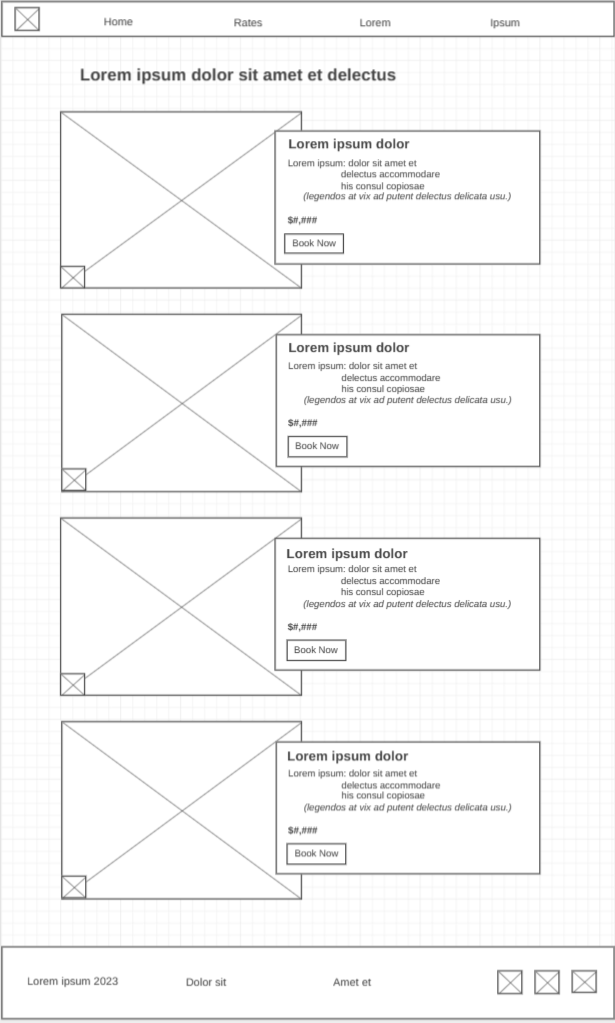 Home Rates Lorem Ipsum
Lorem ipsum dolor sit amet et delectus
Lorem ipsum dolor
Lorem ipsum: dolor sit amet et
delectus accommodare
his consul copiosae
(legendos at vix ad putent delectus delicata usu.)
$#,###
Book Now
Lorem ipsum dolor
Lorem ipsum: dolor sit amet et
delectus accommodare
his consul copiosae
(legendos at vix ad putent delectus delicata usu.)
$#,###
Book Now
Lorem ipsum dolor
Lorem ipsum: dolor sit amet et
delectus accommodare
his consul copiosae
(legendos at vix ad putent delectus delicata usu.)
$#,###
Book Now
Lorem ipsum dolor
Lorem ipsum: dolor sit amet et
delectus accommodare
his consul copiosae
(legendos at vix ad putent delectus delicata usu.)
$#,###
Book Now
Lorem ipsum 2023 Dolor sit Amet et